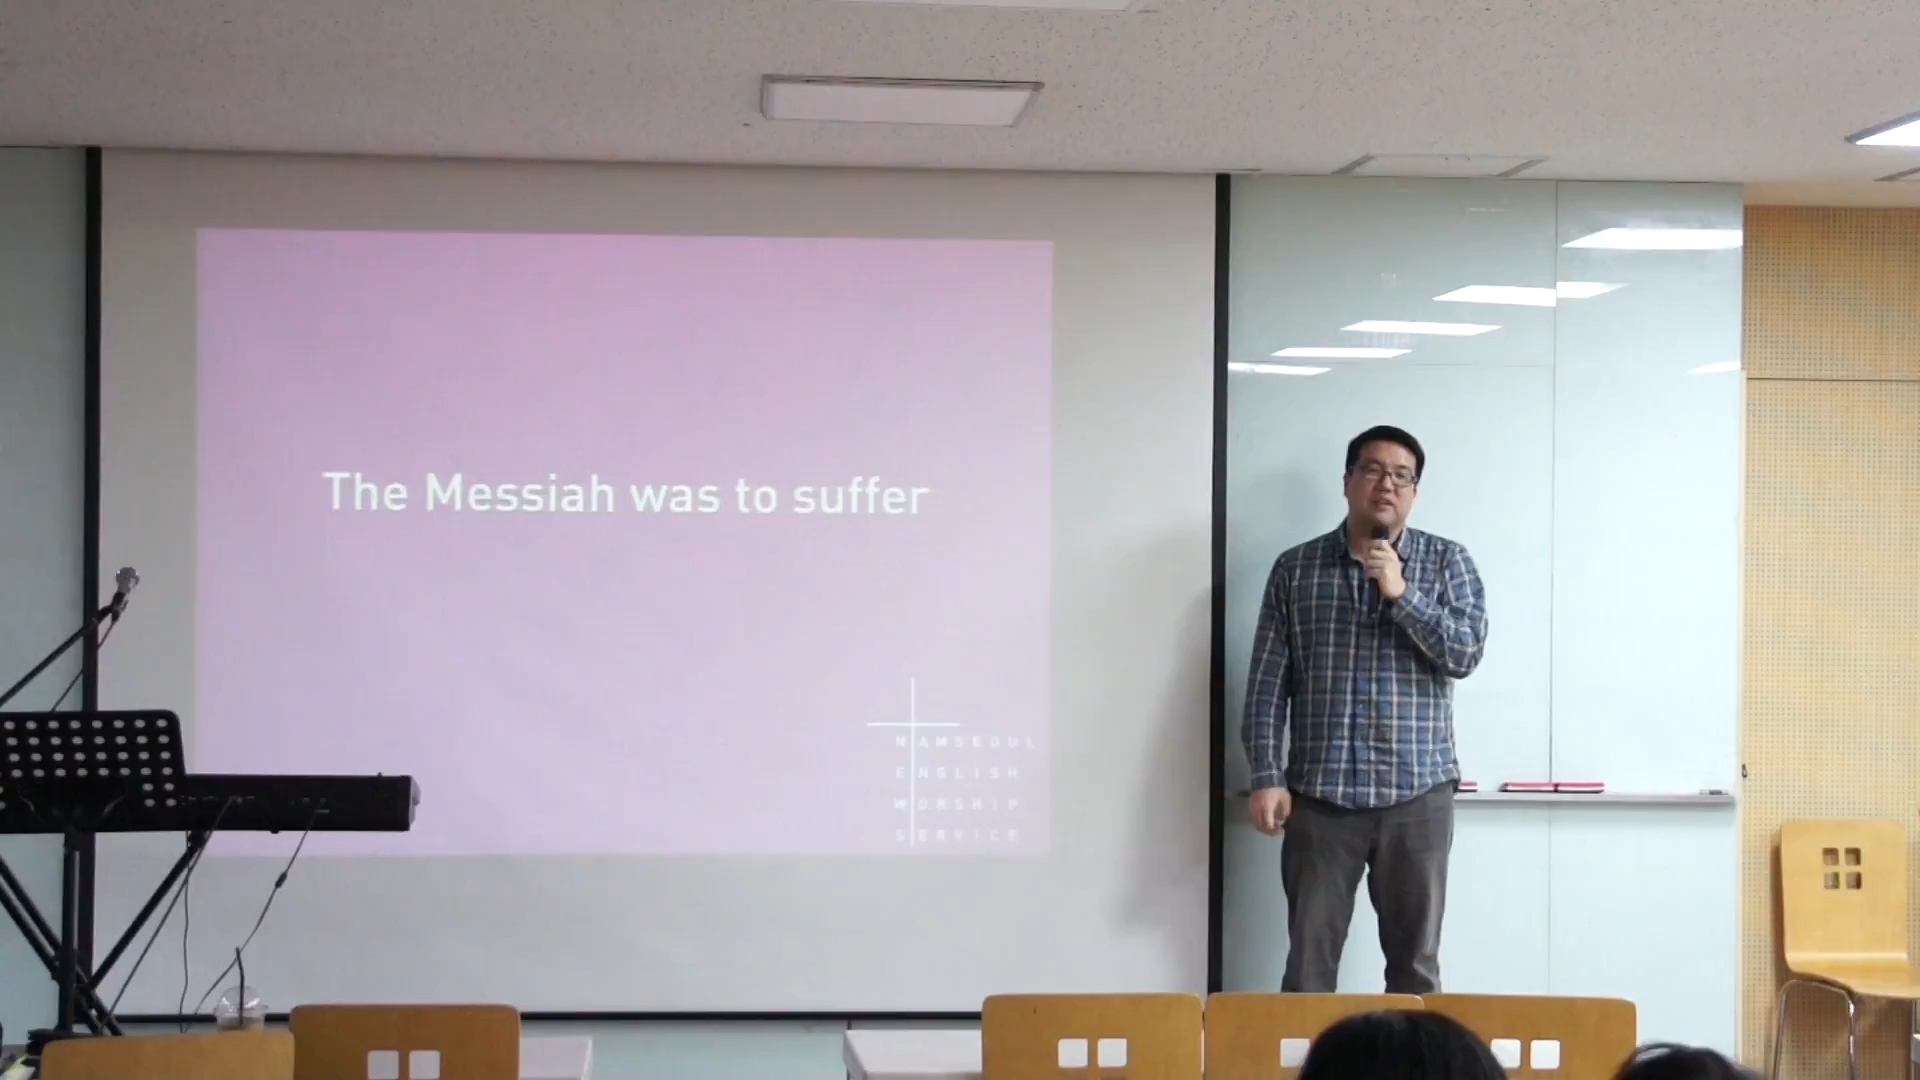 The Messiah was to suffer
NAMSEOUL
ENGLISH
WORSHIP
SERVICE